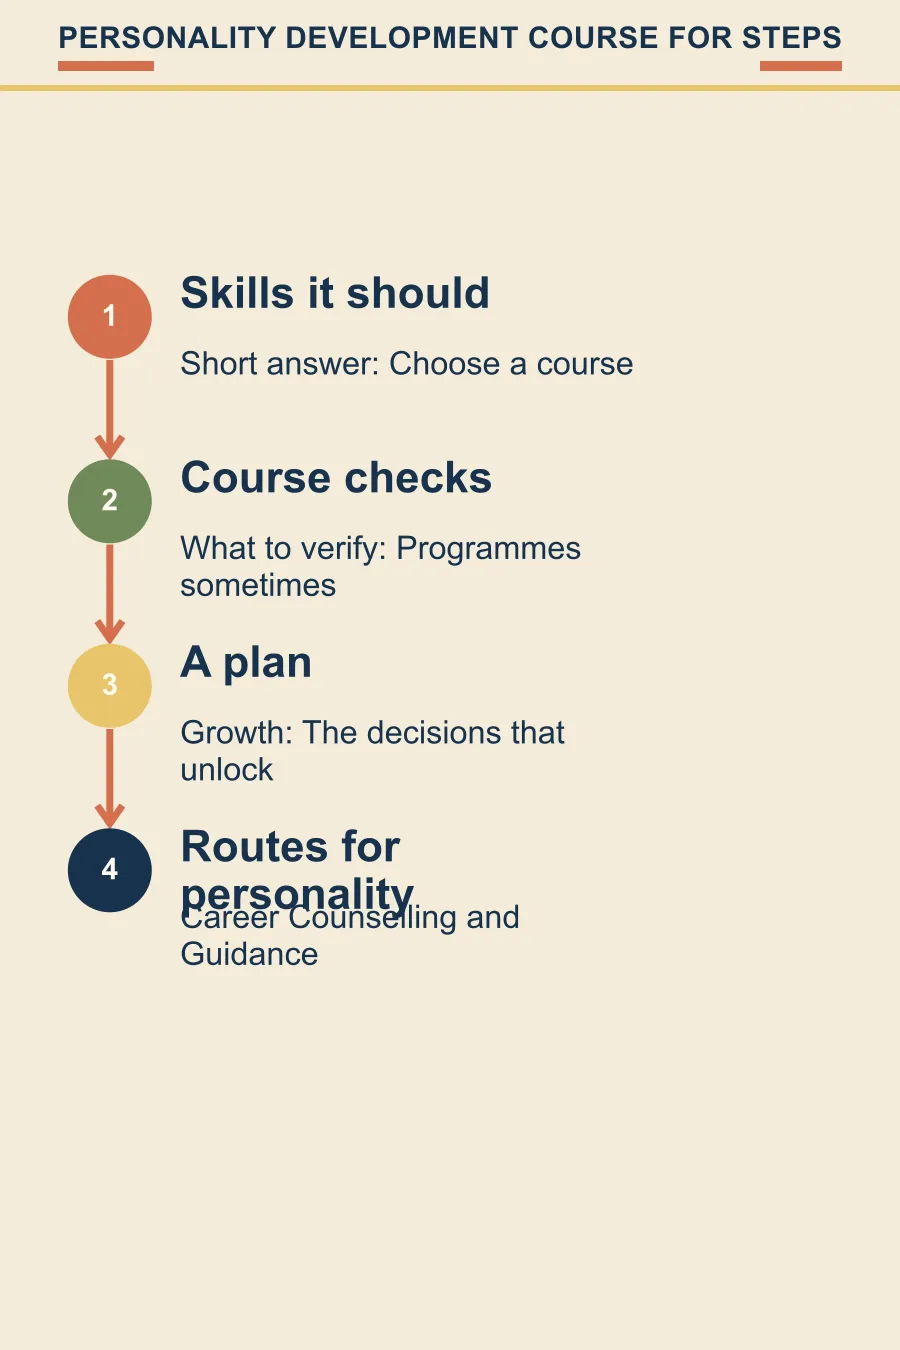 PERSONALITY DEVELOPMENT COURSE FOR STEPS
1
Skills it should
Short answer: Choose a course
2
Course checks
What to verify: Programmes
sometimes
3
A plan
Growth: The decisions that
unlock
4
Routes for
personality
Career Counselling and
Guidance